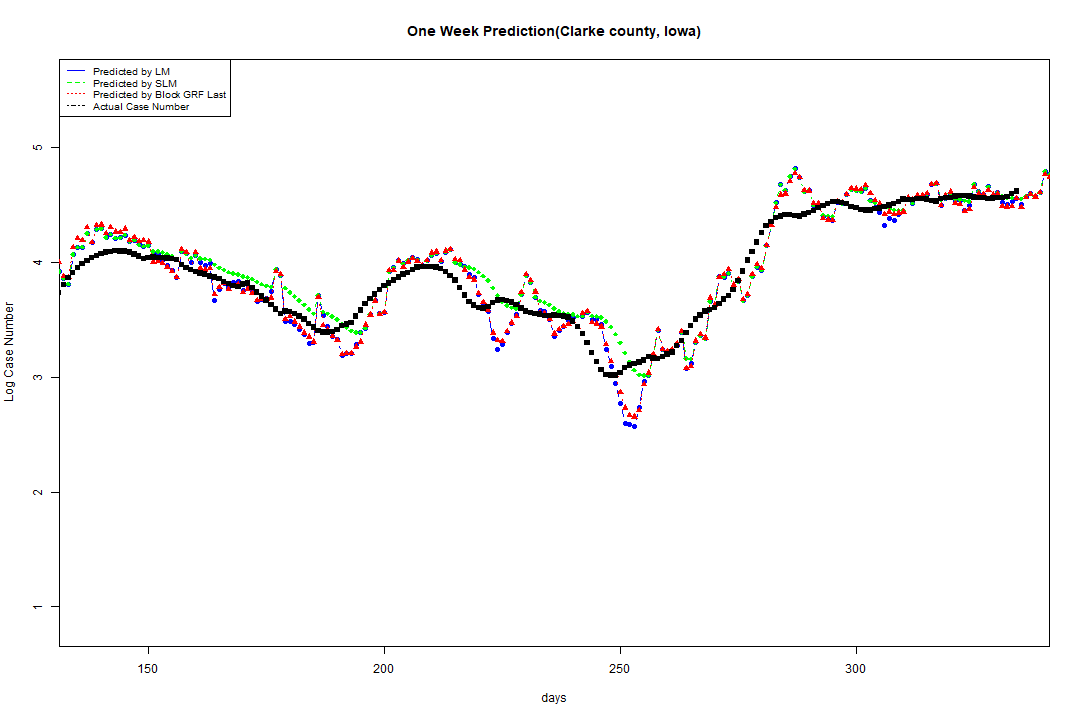 One Week Prediction(Clarke county, Iowa)
Predicted by LM
Predicted by SLM
Predicted by Block GRF Last
Actual Case Number
5
4
3
2
1
Log Case Number
150 200 250 300
days